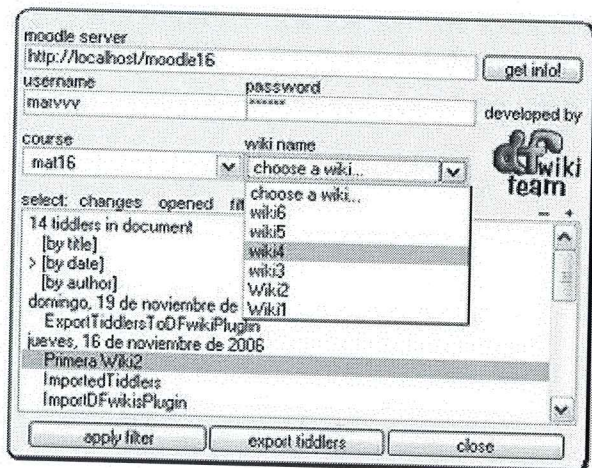 moodle server
http://localhost/moodle16
get info!
username
password
marvvv
******
developed by
dfwiki
team
course
wiki name
mat16
choose a wiki...
choose a wiki...
wiki6
wiki5
wiki4
wiki3
Wiki2
Wiki1
select: changes opened
- +
14 tiddlers in document
[by title]
> [by date]
[by author]
domingo, 19 de noviembre de
ExportTiddlersToDFwikiPlugin
jueves, 16 de noviembre de 2006
Primera Wiki2
ImportedTiddlers
ImportDFwikisPlugin
apply filter
export tiddlers
close